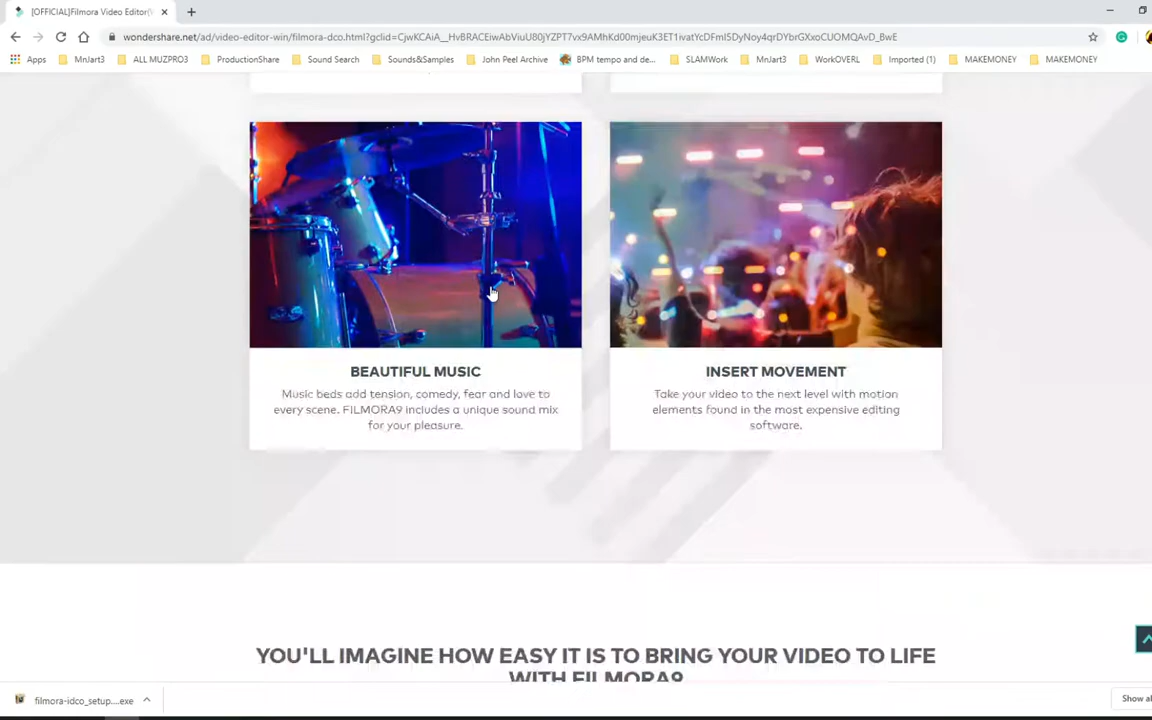 [OFFICIAL]Filmora Video Editor(
wondershare.net/ad/video-editor-win/filmora-dco.html?gclid=
Apps MnJart3 ALL MUZPRO3 ProductionShare Sound Search Sounds&Samples John Peel Archive BPM tempo and de... SLAMWork MnJart3 WorkOVERL Imported (1) MAKEMONEY MAKEMONEY
BEAUTIFUL MUSIC
Music beds add tension, comedy, fear and love to
every scene. FILMORA9 includes a unique sound mix
for your pleasure.
INSERT MOVEMENT
Take your video to the next level with motion
elements found in the most expensive editing
software.
YOU'LL IMAGINE HOW EASY IT IS TO BRING YOUR VIDEO TO LIFE
WITH FILMORA9
filmora-idco_setup....exe
Show al